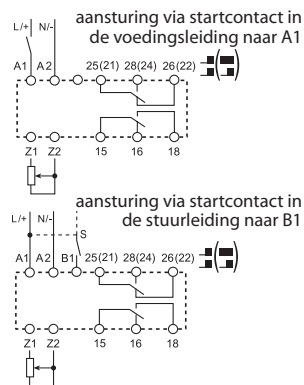 aansturing via startcontact in
de voedingsleiding naar A1
L/+ N/-
A1 A2 25(21) 28(24) 26(22)
Z1 Z2 15 16 18
aansturing via startcontact in
de stuurleiding naar B1
L/+ N/-
S
A1 A2 B1 25(21) 28(24) 26(22)
Z1 Z2 15 16 18